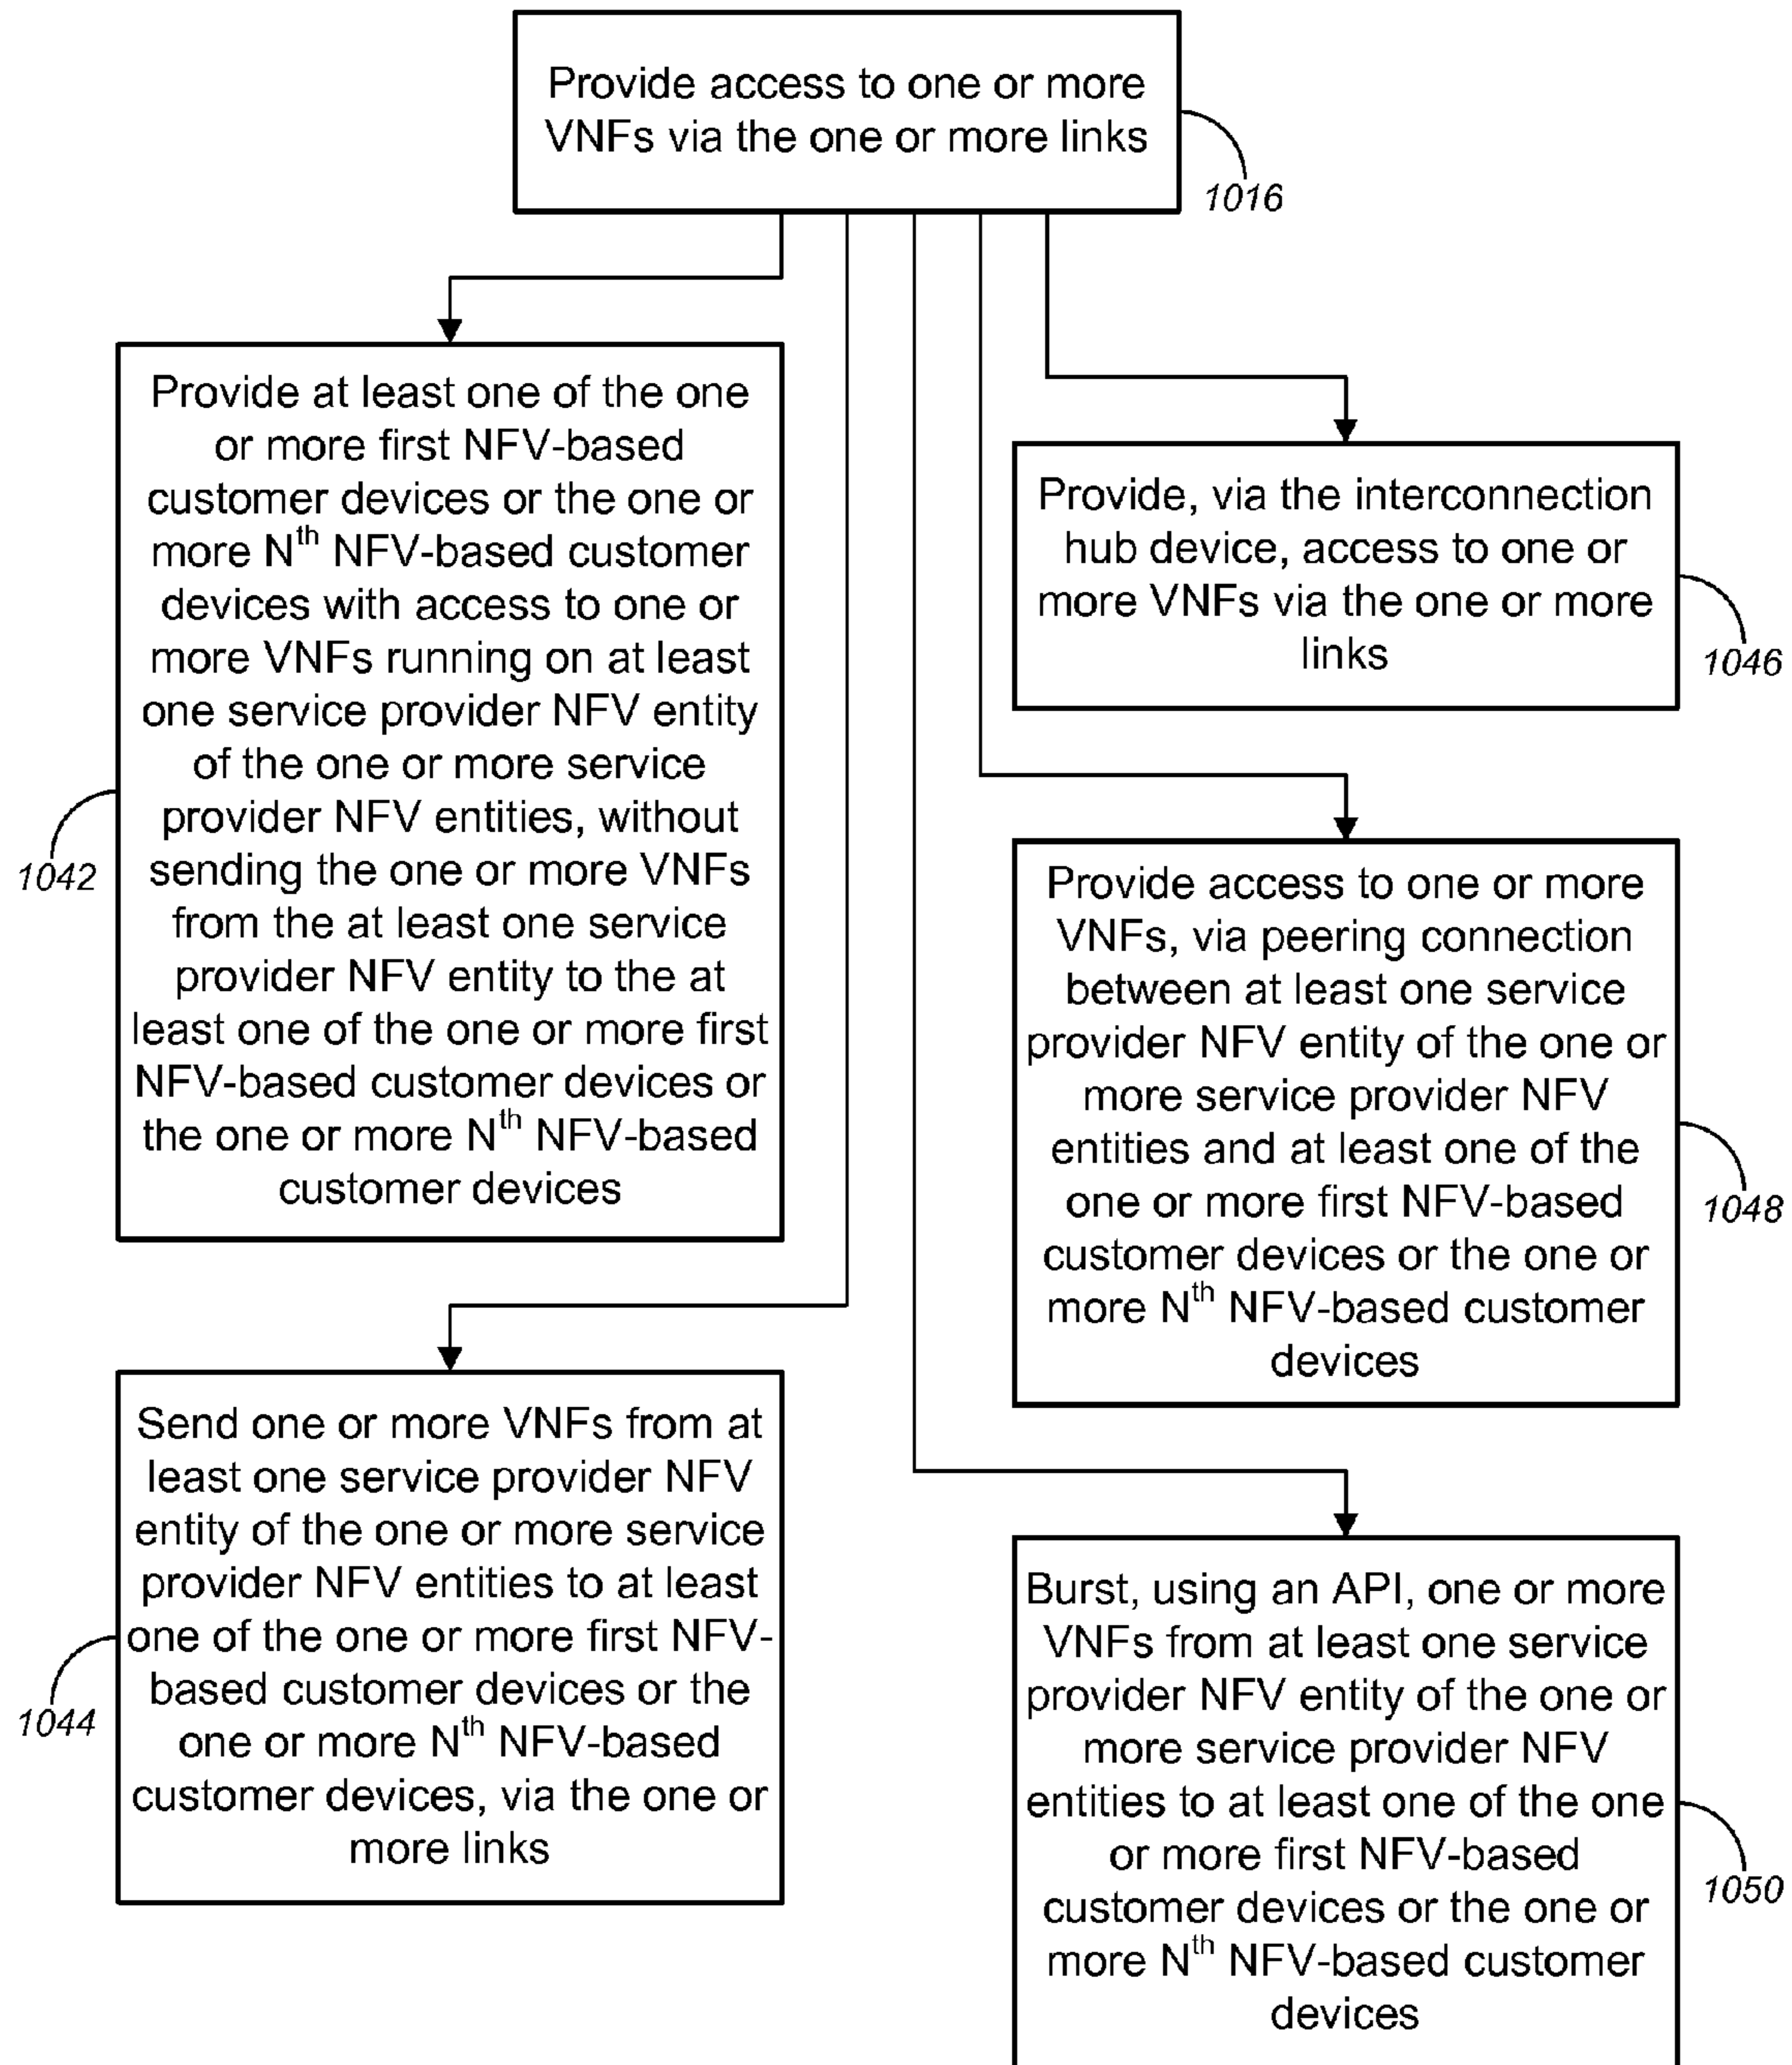 Provide access to one or more
VNFs via the one or more links
1016
Provide at least one of the one
or more first NFV-based
customer devices or the one or
more Nth NFV-based customer
devices with access to one or
more VNFs running on at least
one service provider NFV entity
of the one or more service
provider NFV entities, without
sending the one or more VNFs
from the at least one service
provider NFV entity to the at
least one of the one or more first
NFV-based customer devices or
the one or more Nth NFV-based
customer devices
1042
Send one or more VNFs from at
least one service provider NFV
entity of the one or more service
provider NFV entities to at least
one of the one or more first NFV-
based customer devices or the
one or more Nth NFV-based
customer devices, via the one or
more links
1044
Provide, via the interconnection
hub device, access to one or
more VNFs via the one or more
links
1046
Provide access to one or more
VNFs, via peering connection
between at least one service
provider NFV entity of the one or
more service provider NFV
entities and at least one of the
one or more first NFV-based
customer devices or the one or
more Nth NFV-based customer
devices
1048
Burst, using an API, one or more
VNFs from at least one service
provider NFV entity of the one or
more service provider NFV
entities to at least one of the one
or more first NFV-based
customer devices or the one or
more Nth NFV-based customer
devices
1050